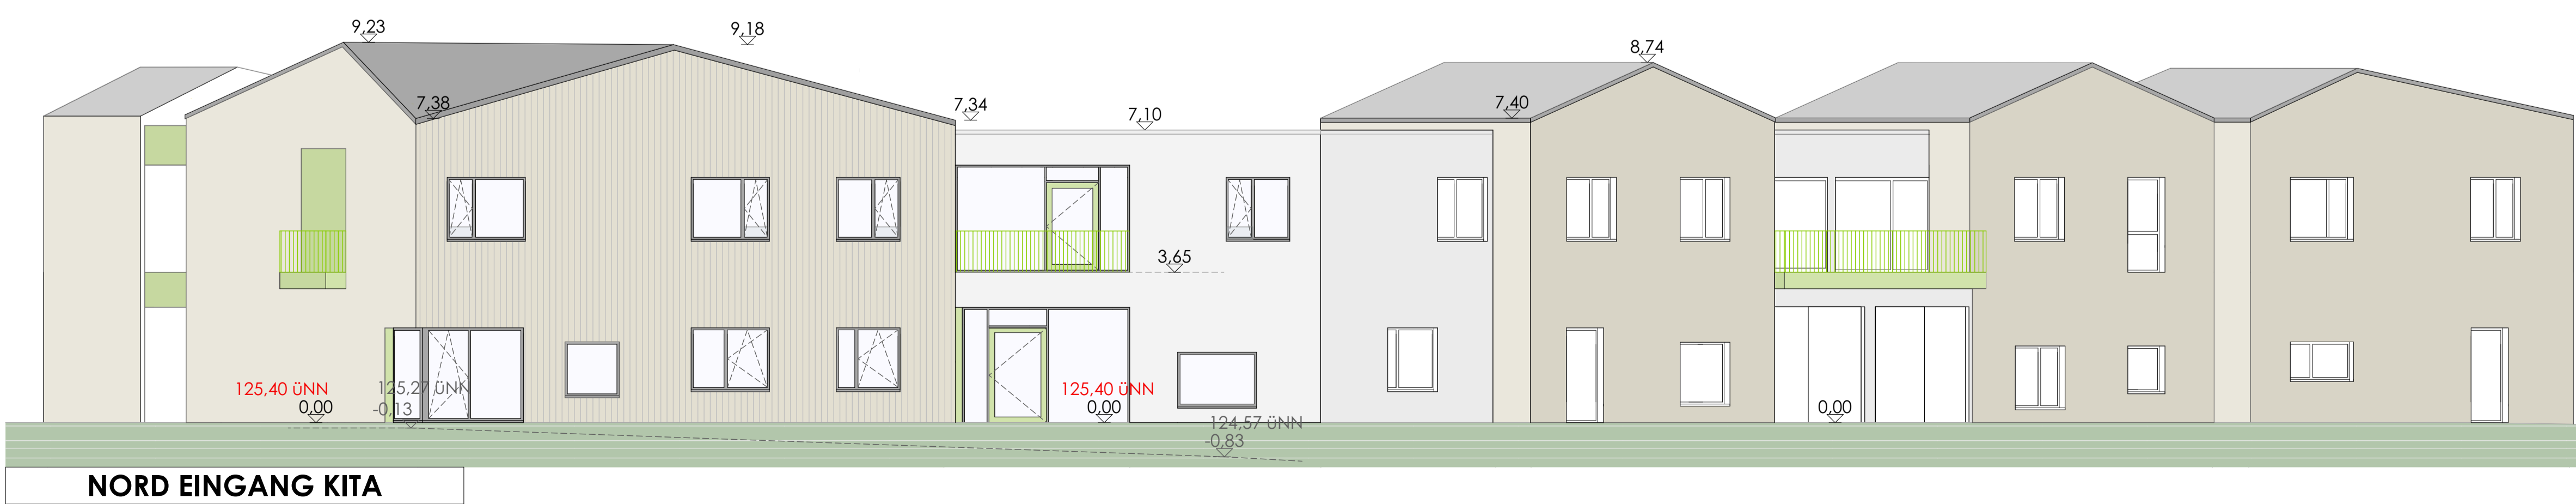 9,23
9,18
8,74
7,38
7,34
7,10
7,40
3,65
125,40 üNN
0,00
125,27 üNN
-0,13
125,40 üNN
0,00
124,57 üNN
-0,83
0,00
NORD EINGANG KITA